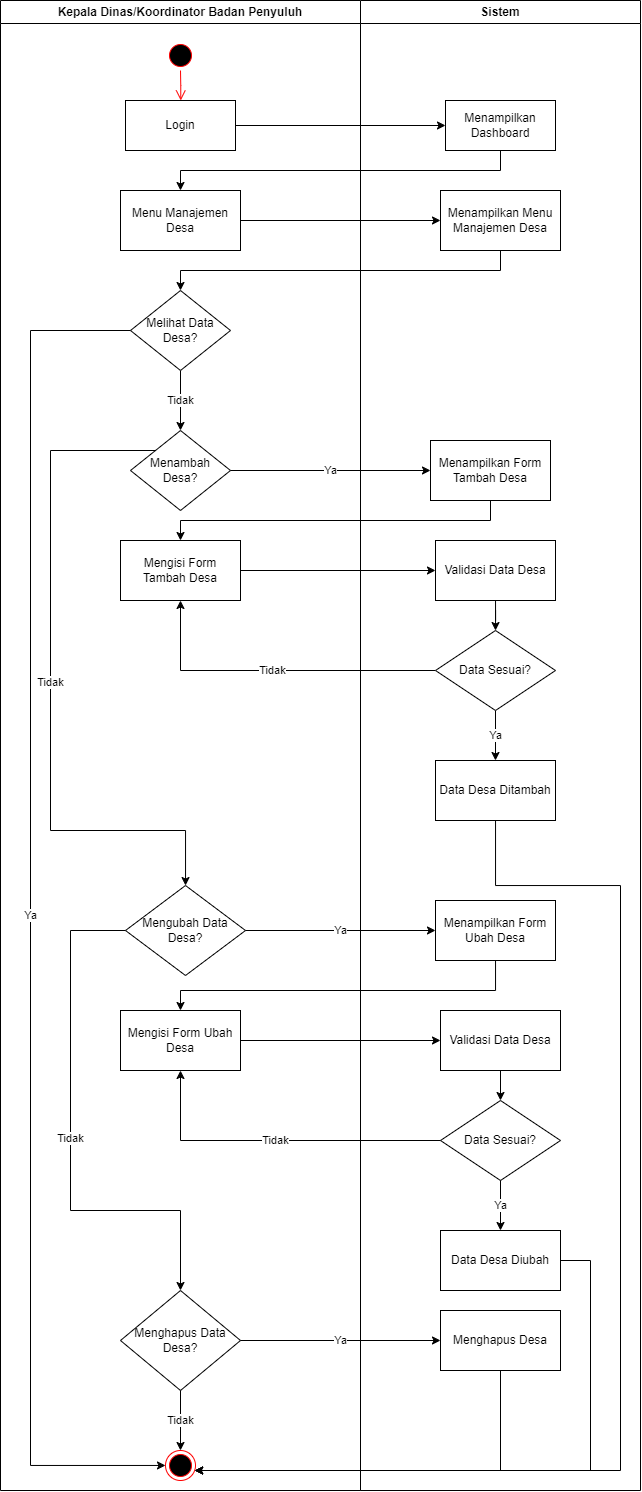 Kepala Dinas/Koordinator Badan Penyuluh
Sistem
Login
Menampilkan
Dashboard
Menu Manajemen
Desa
Menampilkan Menu
Manajemen Desa
Melihat Data
Desa?
Tidak
Menambah
Desa?
Ya
Menampilkan Form
Tambah Desa
Mengisi Form
Tambah Desa
Validasi Data Desa
Tidak
Data Sesuai?
Tidak
Ya
Data Desa Ditambah
Ya
Mengubah Data
Desa?
Ya
Menampilkan Form
Ubah Desa
Mengisi Form Ubah
Desa
Validasi Data Desa
Tidak
Tidak
Data Sesuai?
Ya
Data Desa Diubah
Menghapus Data
Desa?
Ya
Menghapus Desa
Tidak